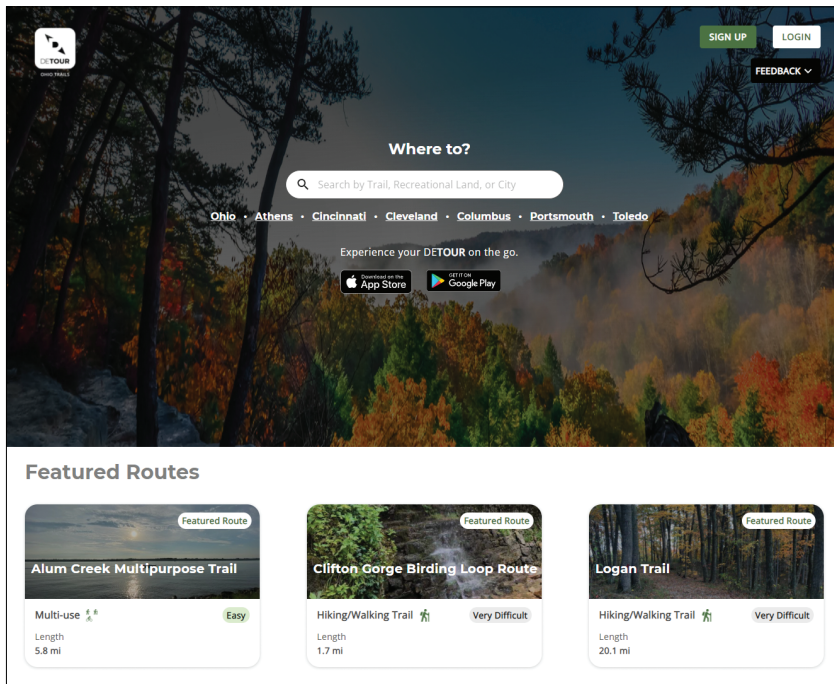 DETOUR
OHIO TRAILS
SIGN UP
LOGIN
FEEDBACK
Where to?
Search by Trail, Recreational Land, or City
Ohio • Athens • Cincinnati • Cleveland • Columbus • Portsmouth • Toledo
Experience your DETOUR on the go.
Download on the
App Store
GET IT ON
Google Play
Featured Routes
Featured Route
Alum Creek Multipurpose Trail
Multi-use
Easy
Length
5.8 mi
Featured Route
Clifton Gorge Birding Loop Route
Hiking/Walking Trail
Very Difficult
Length
1.7 mi
Featured Route
Logan Trail
Hiking/Walking Trail
Very Difficult
Length
20.1 mi